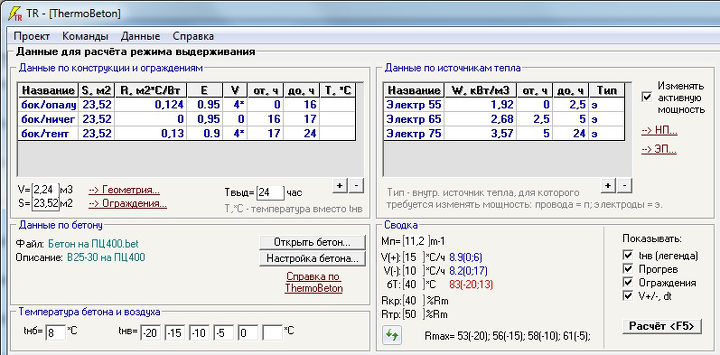 TR - [ThermoBeton]
Проект Команды Данные Справка
Данные для расчёта режима выдерживания
Данные по конструкции и ограждениям
Название S, м2 R, м2*С/Вт Е V от, ч до, ч T, *С
бок/опалу 23,52 0,124 0.95 4* 0 16
бок/ничег 23,52 0 0,95 0 16 17
бок/тент 23,52 0,13 0.9 4* 17 24
V= 2,24 м3 --> Геометрия...
S= 23,52 м2 --> Ограждения...
Tвыд= 24 час
+ -
T,*С - температура вместо tнв
Данные по источникам тепла
Название W, кВт/м3 от, ч до, ч Тип
Электр 55 1,92 0 2,5 э
Электр 65 2,68 2,5 5 э
Электр 75 3,57 5 24 э
+ -
Тип - внутр. источник тепла, для которого
требуется изменять мощность: провода = п; электроды = э.
Изменять
активную
мощность
--> НП...
--> ЭП...
Данные по бетону
Файл: Бетон на ПЦ400.bet
Описание: В25-30 на ПЦ400
Открыть бетон...
Настройка бетона...
Справка по
ThermoBeton
Температура бетона и воздуха
tнб= 8 *С tнв= -20 -15 -10 -5 0 *С
Сводка
Мп=[11,2 ]m-1
V(+):[15 ]*С/ч 8.9(0;6)
V(-):[10 ]*С/ч 8.2(0;17)
бТ:[40 ]*С 83(-20;13)
Rкр:[40 ]%Rm
Rтр:[50 ]%Rm
Rmax= 53(-20); 56(-15); 58(-10); 61(-5);
Показывать:
tнв (легенда)
Прогрев
Ограждения
V+/-, dt
Расчёт <F5>